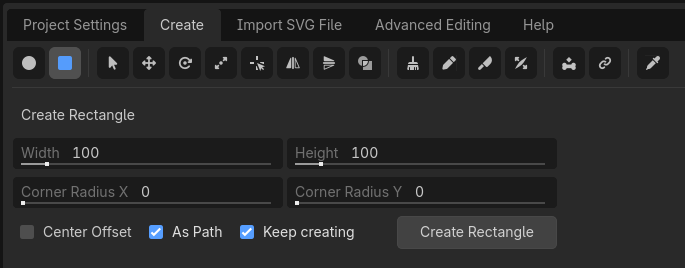 Project Settings Create Import SVG File Advanced Editing Help
Create Rectangle
Width 100 Height 100
Corner Radius X 0 Corner Radius Y 0
Center Offset As Path Keep creating Create Rectangle